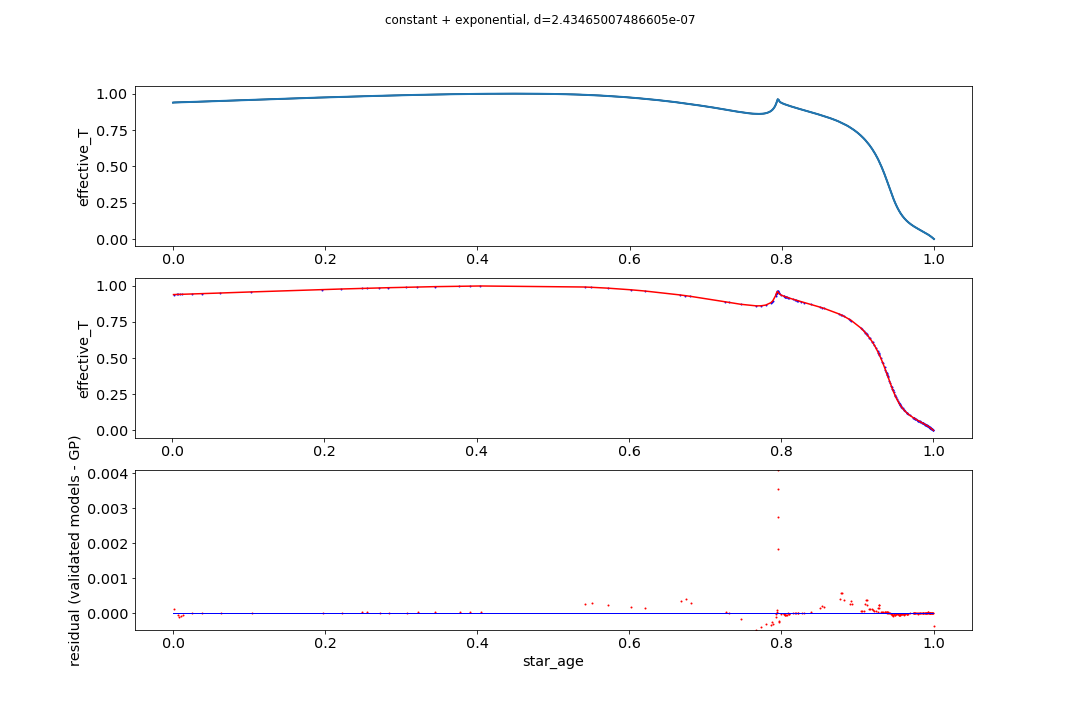 constant + exponential, d=2.43465007486605e-07
effective_T
1.00
0.75
0.50
0.25
0.00
0.0 0.2 0.4 0.6 0.8 1.0
effective_T
1.00
0.75
0.50
0.25
0.00
0.0 0.2 0.4 0.6 0.8 1.0
residual (validated models - GP)
0.004
0.003
0.002
0.001
0.000
0.0 0.2 0.4 0.6 0.8 1.0
star_age